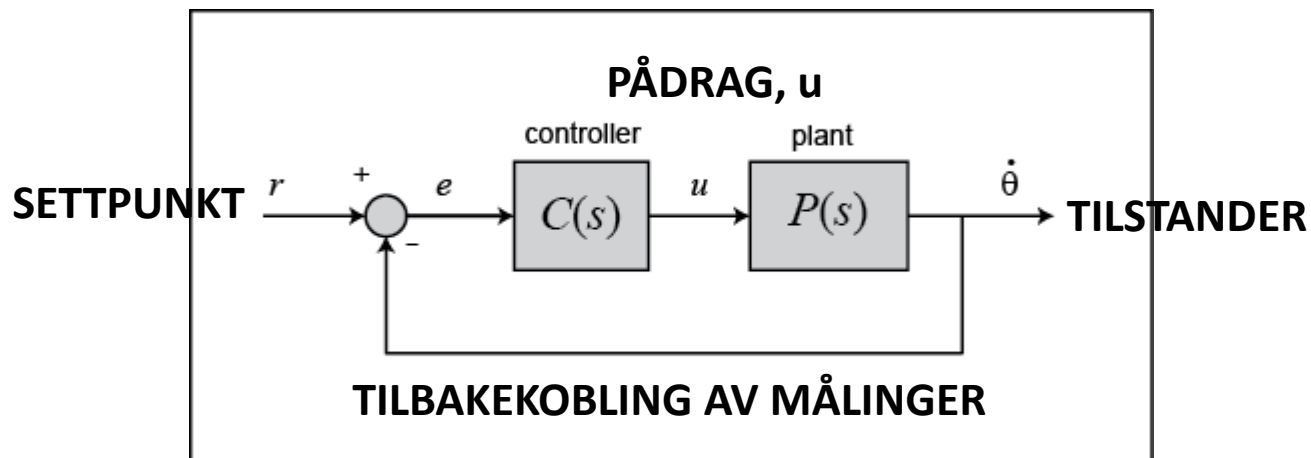 PÅDRAG, u
controller plant
SETTPUNKT r + e C(s) u P(s) θ̇ TILSTANDER
−
TILBAKEKOBLING AV MÅLINGER